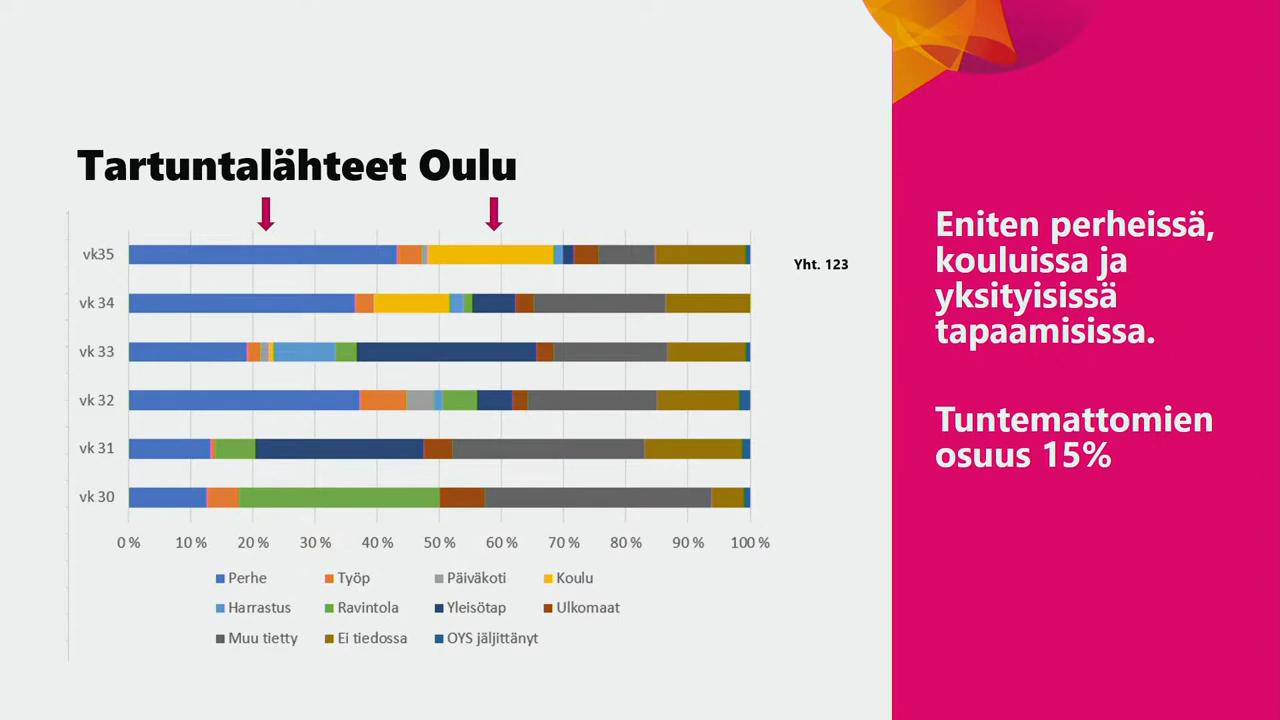 Tartuntalähteet Oulu
vk35
vk 34
vk 33
vk 32
vk 31
vk 30
0 % 10 % 20 % 30 % 40 % 50 % 60 % 70 % 80 % 90 % 100 %
Perhe Työp Päiväkoti Koulu
Harrastus Ravintola Yleisötap Ulkomaat
Muu tietty Ei tiedossa OYS jäljittänyt
Yht. 123
Eniten perheissä,
kouluissa ja
yksityisissä
tapaamisissa.
Tuntemattomien
osuus 15%